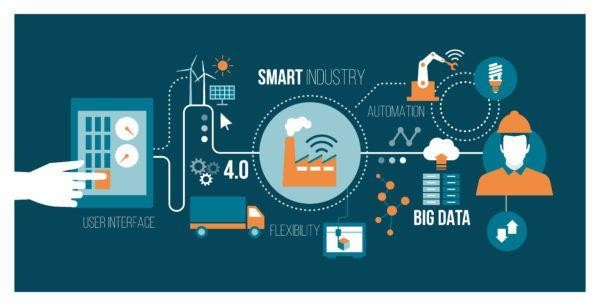 SMART INDUSTRY
AUTOMATION
4.0
USER INTERFACE
FLEXIBILITY
BIG DATA